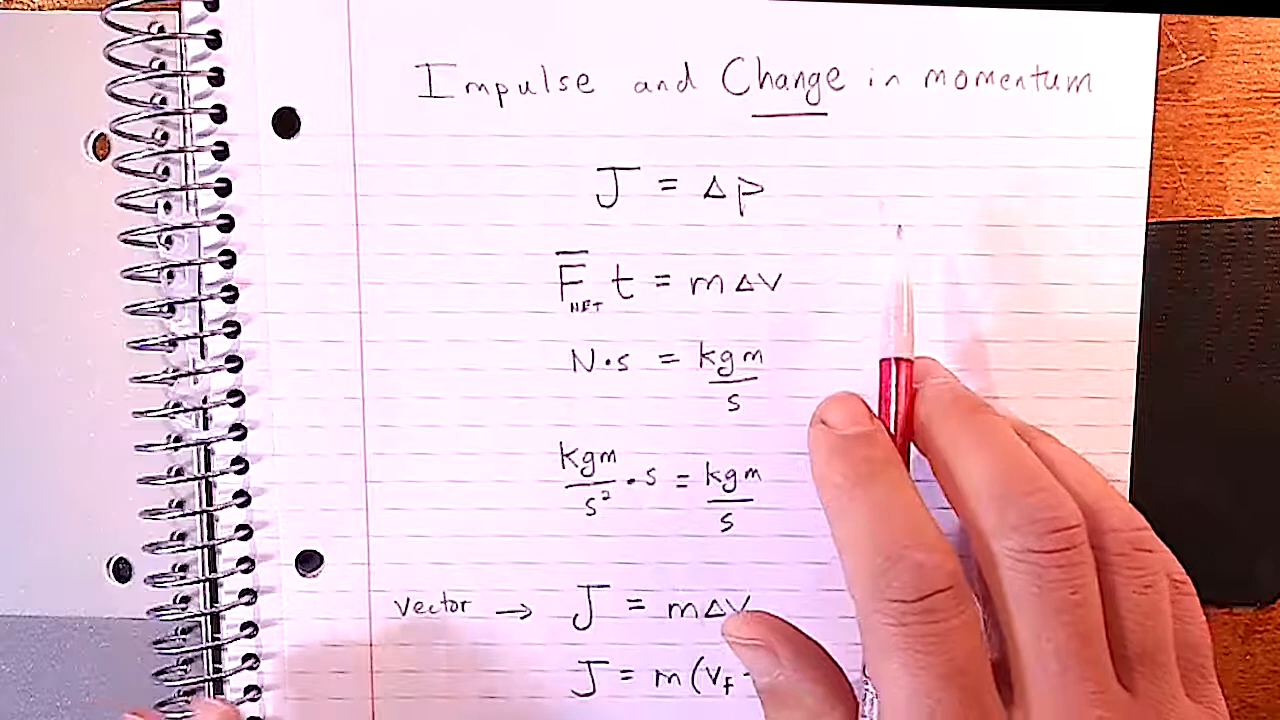 Impulse and Change in momentum
J = Δp
F̅NET t = mΔv
N•s = kgm/s
kgm/s² • s = kgm/s
Vector → J = mΔv
J = m(vF -